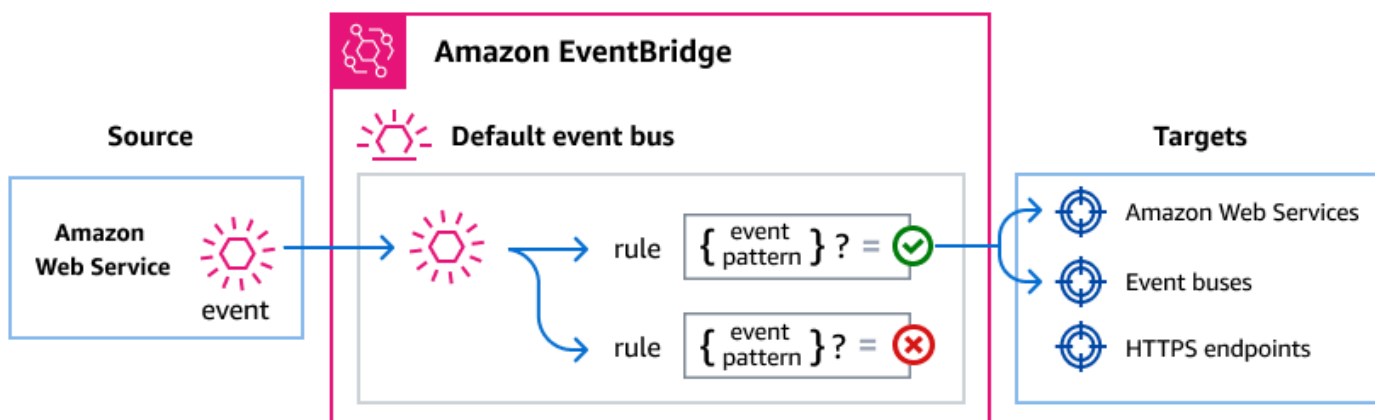 Amazon EventBridge
Source
Default event bus
Targets
Amazon
Web Service
event
rule
{ event
pattern } ? =
rule
{ event
pattern } ? =
Amazon Web Services
Event buses
HTTPS endpoints